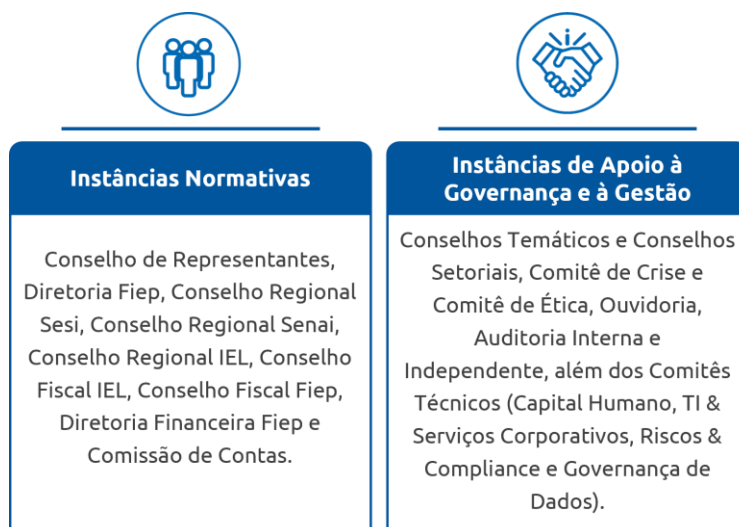 Instâncias Normativas
Conselho de Representantes,
Diretoria Fiep, Conselho Regional
Sesi, Conselho Regional Senai,
Conselho Regional IEL, Conselho
Fiscal IEL, Conselho Fiscal Fiep,
Diretoria Financeira Fiep e
Comissão de Contas.
Instâncias de Apoio à
Governança e à Gestão
Conselhos Temáticos e Conselhos
Setoriais, Comitê de Crise e
Comitê de Ética, Ouvidoria,
Auditoria Interna e
Independente, além dos Comitês
Técnicos (Capital Humano, TI &
Serviços Corporativos, Riscos &
Compliance e Governança de
Dados).